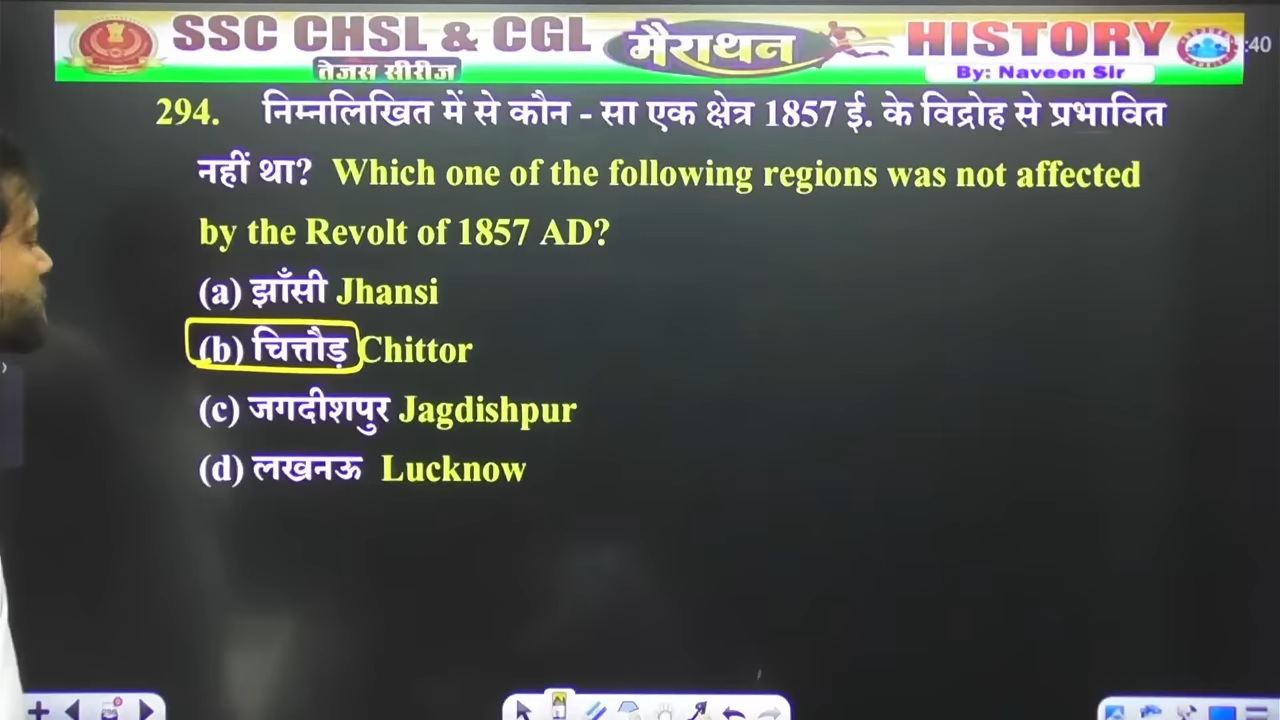 SSC CHSL & CGL मैराथन HISTORY :40
तेजस सीरीज By: Naveen Sir
294. निम्नलिखित में से कौन - सा एक क्षेत्र 1857 ई. के विद्रोह से प्रभावित
नहीं था? Which one of the following regions was not affected
by the Revolt of 1857 AD?
(a) झाँसी Jhansi
(b) चित्तौड़ Chittor
(c) जगदीशपुर Jagdishpur
(d) लखनऊ Lucknow